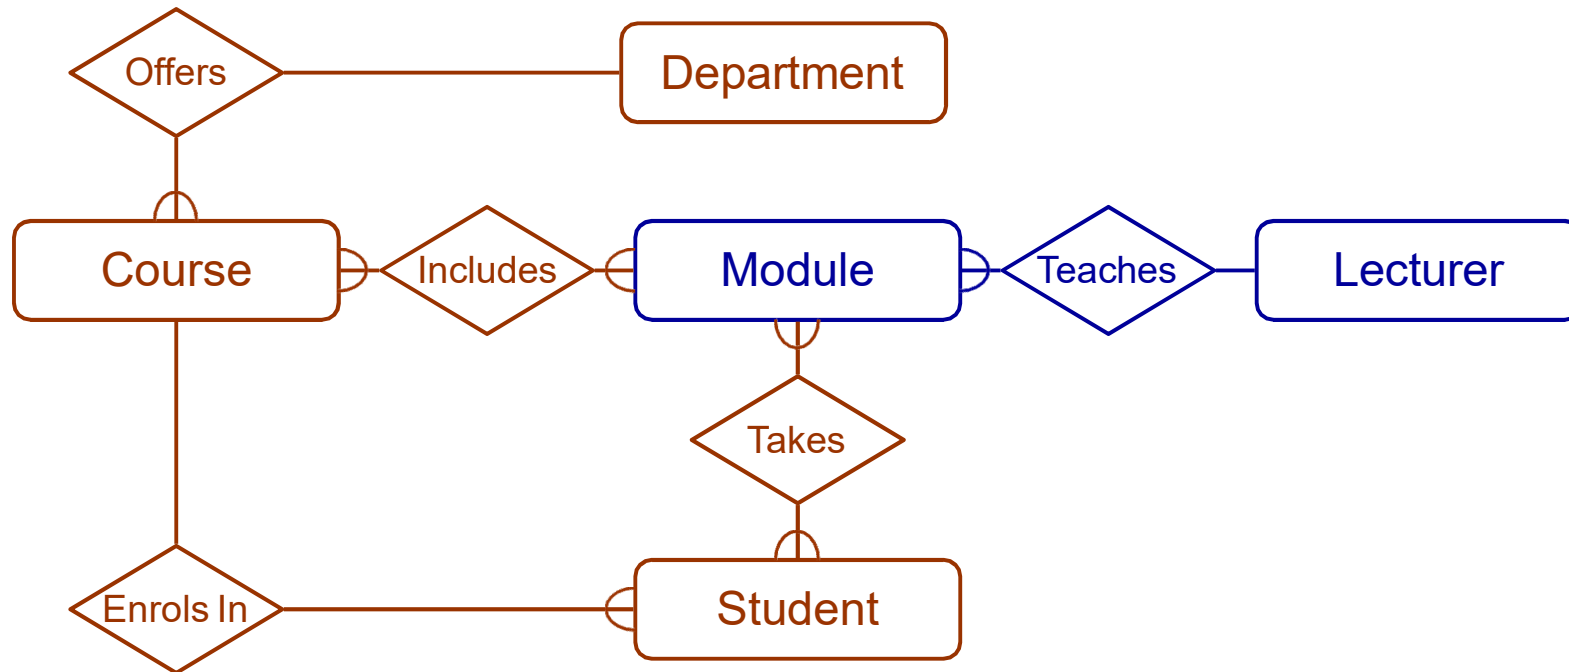 Offers
Department
Course
Includes
Module
Teaches
Lecturer
Takes
Enrols In
Student